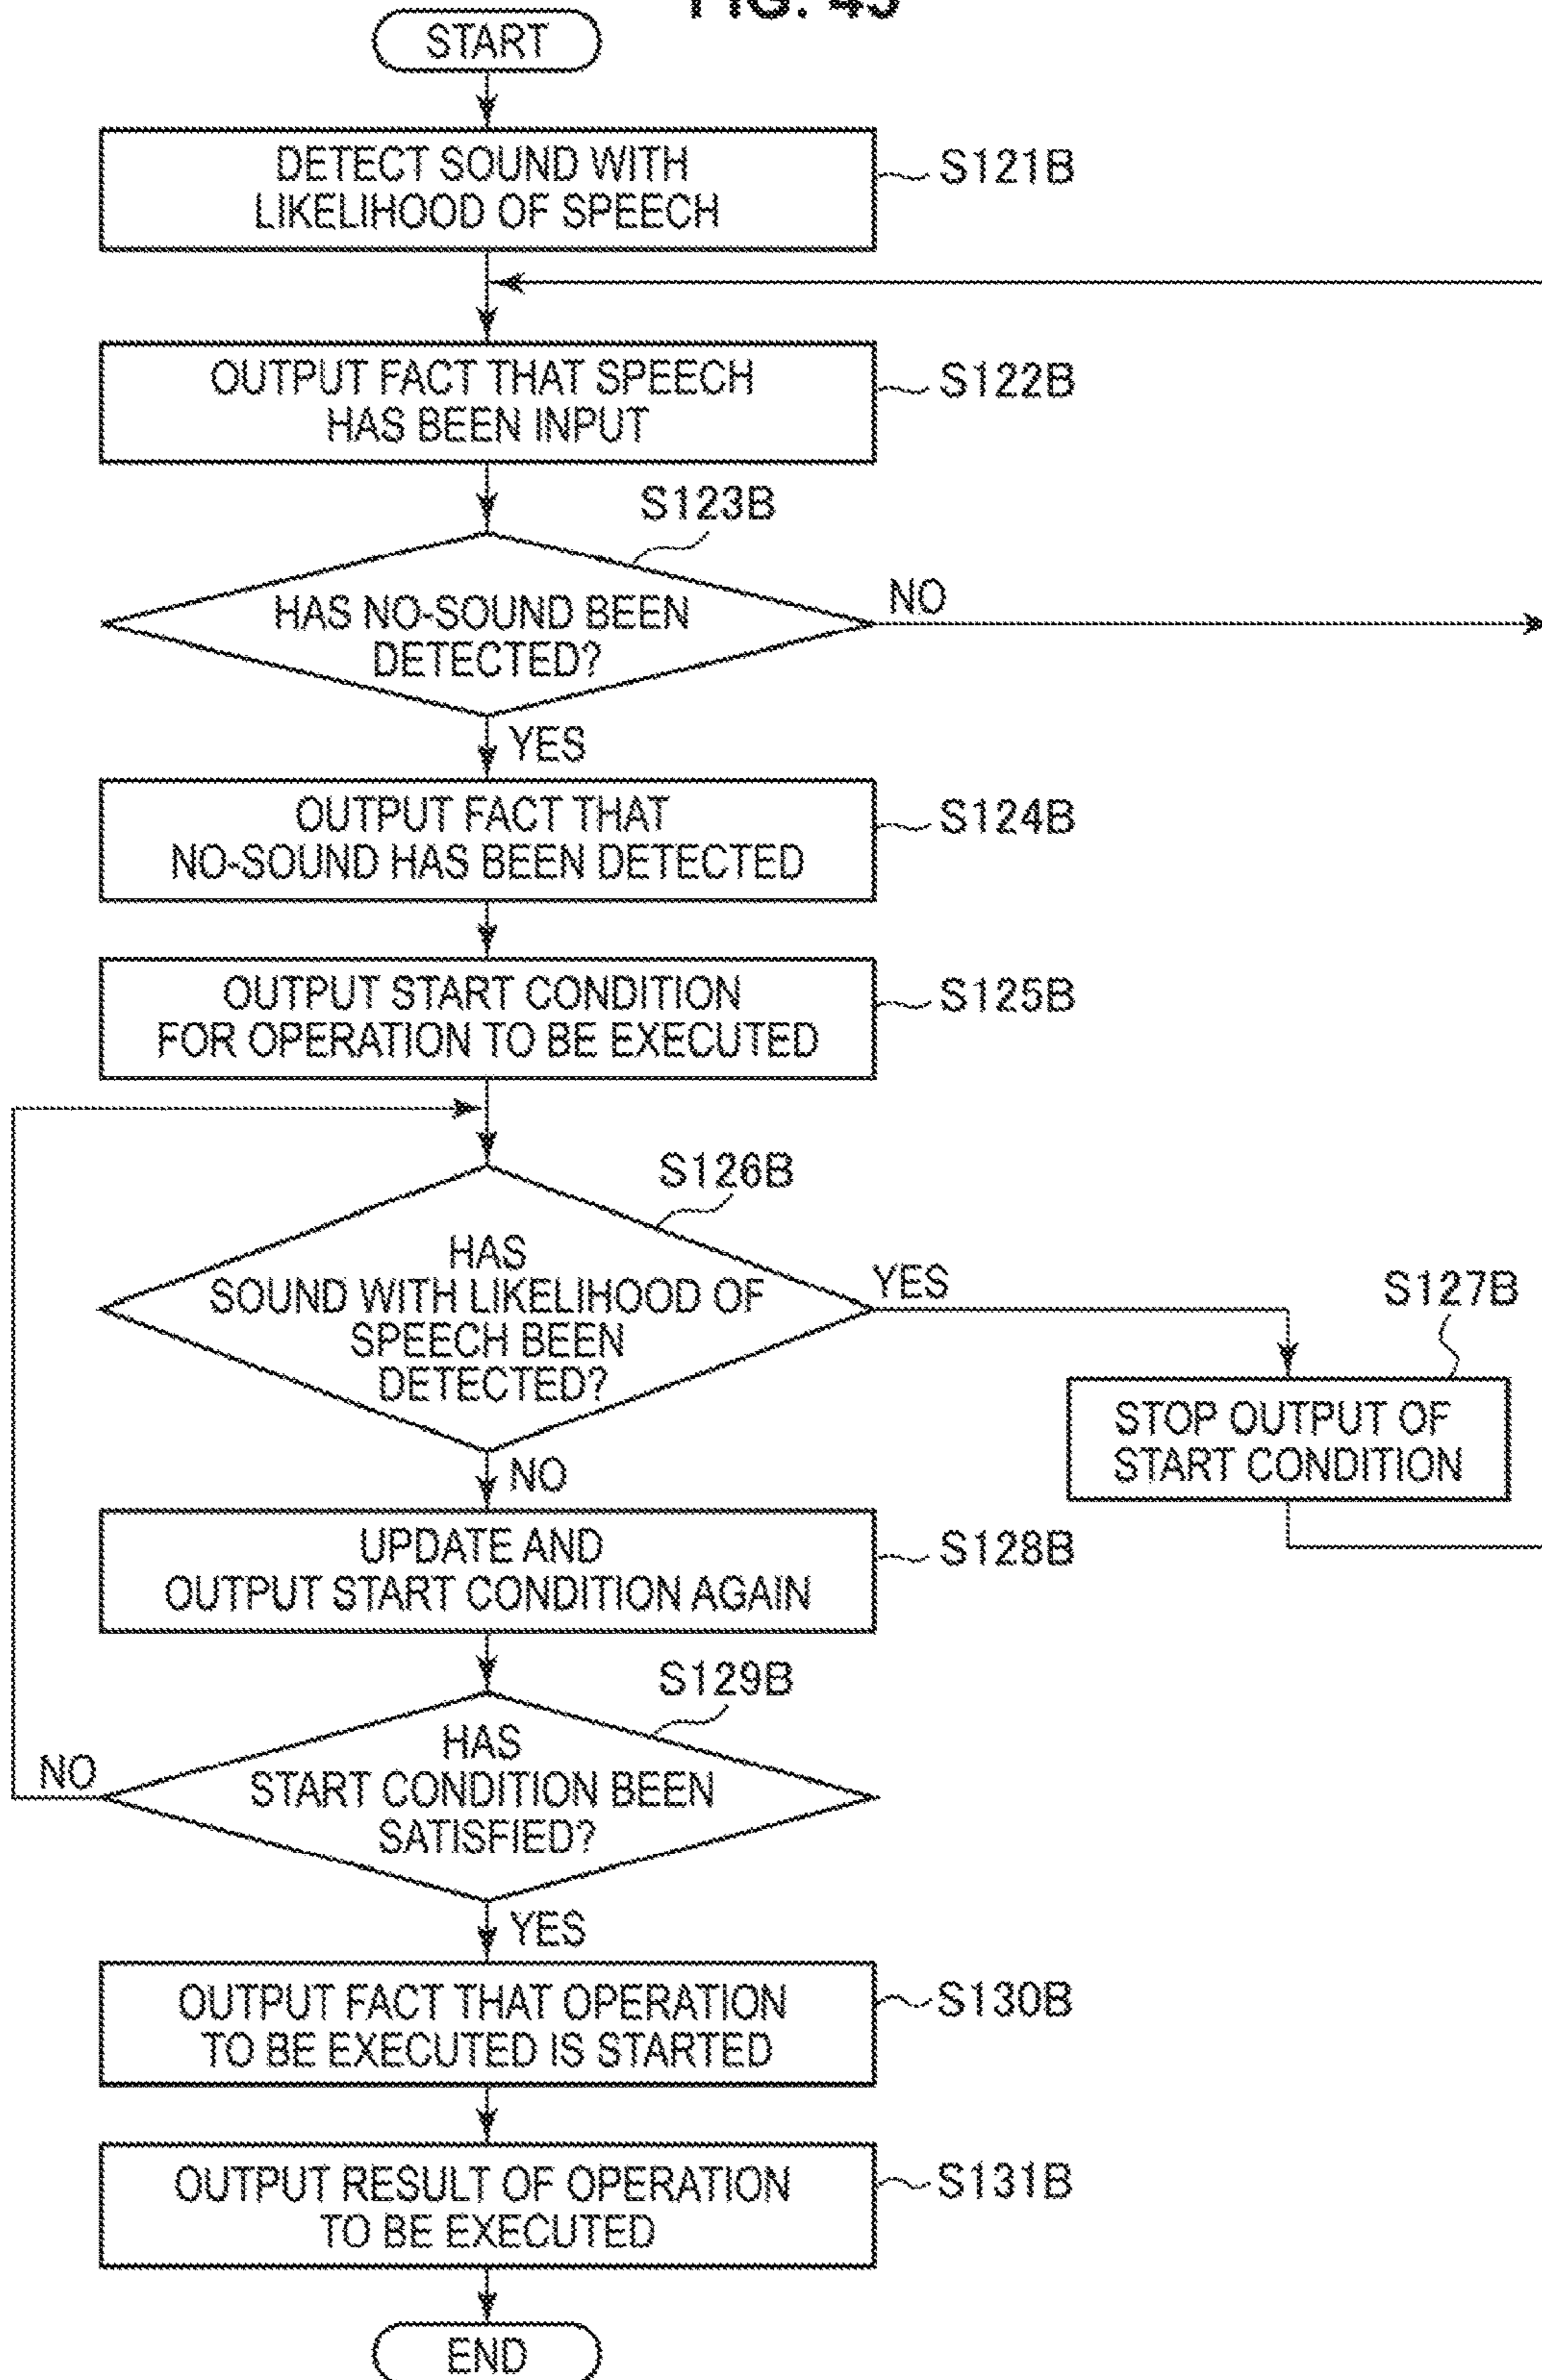 START
DETECT SOUND WITH
LIKELIHOOD OF SPEECH
S121B
OUTPUT FACT THAT SPEECH
HAS BEEN INPUT
S122B
S123B
HAS NO-SOUND BEEN
DETECTED?
NO
YES
OUTPUT FACT THAT
NO-SOUND HAS BEEN DETECTED
S124B
OUTPUT START CONDITION
FOR OPERATION TO BE EXECUTED
S125B
S126B
HAS
SOUND WITH LIKELIHOOD OF
SPEECH BEEN
DETECTED?
YES
S127B
STOP OUTPUT OF
START CONDITION
NO
UPDATE AND
OUTPUT START CONDITION AGAIN
S128B
S129B
HAS
START CONDITION BEEN
SATISFIED?
NO
YES
OUTPUT FACT THAT OPERATION
TO BE EXECUTED IS STARTED
S130B
OUTPUT RESULT OF OPERATION
TO BE EXECUTED
S131B
END